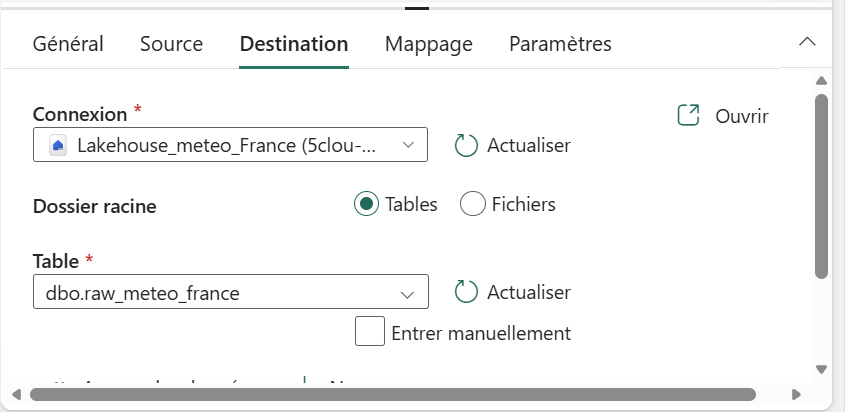 Général Source Destination Mappage Paramètres
Connexion * Ouvrir
Lakehouse_meteo_France (5clou-... Actualiser
Dossier racine Tables Fichiers
Table *
dbo.raw_meteo_france Actualiser
Entrer manuellement